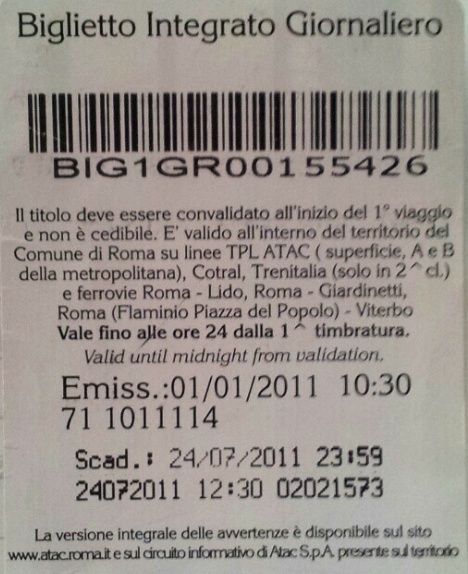 Biglietto Integrato Giornaliero
BIG1GR00155426
Il titolo deve essere convalidato all'inizio del 1° viaggio
e non è cedibile. E' valido all'interno del territorio del
Comune di Roma su linee TPL ATAC ( superficie, A e B
della metropolitana), Cotral, Trenitalia (solo in 2^ cl.)
e ferrovie Roma - Lido, Roma - Giardinetti,
Roma (Flaminio Piazza del Popolo) - Viterbo
Vale fino alle ore 24 dalla 1^ timbratura.
Valid until midnight from validation.
Emiss.:01/01/2011 10:30
71 1011114
Scad.: 24/07/2011 23:59
24072011 12:30 02021573
La versione integrale delle avvertenze è disponibile sul sito
www.atac.roma.it e sul circuito informativo di Atac S.p.A. presente sul territorio